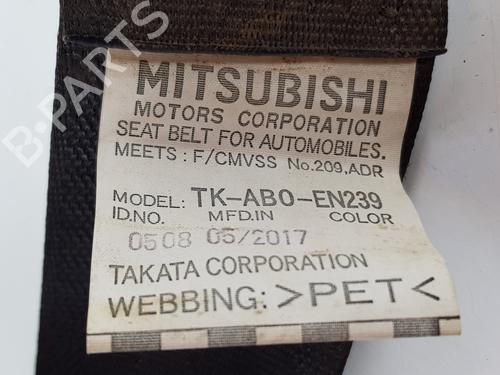 MITSUBISHI
MOTORS CORPORATION
SEAT BELT FOR AUTOMOBILES.
MEETS : F/CMVSS No.209, ADR
MODEL: TK-ABO-EN239
ID.NO. MFD.IN COLOR
0508 05/2017
TAKATA CORPORATION
WEBBING: >PET<
B-PARTS